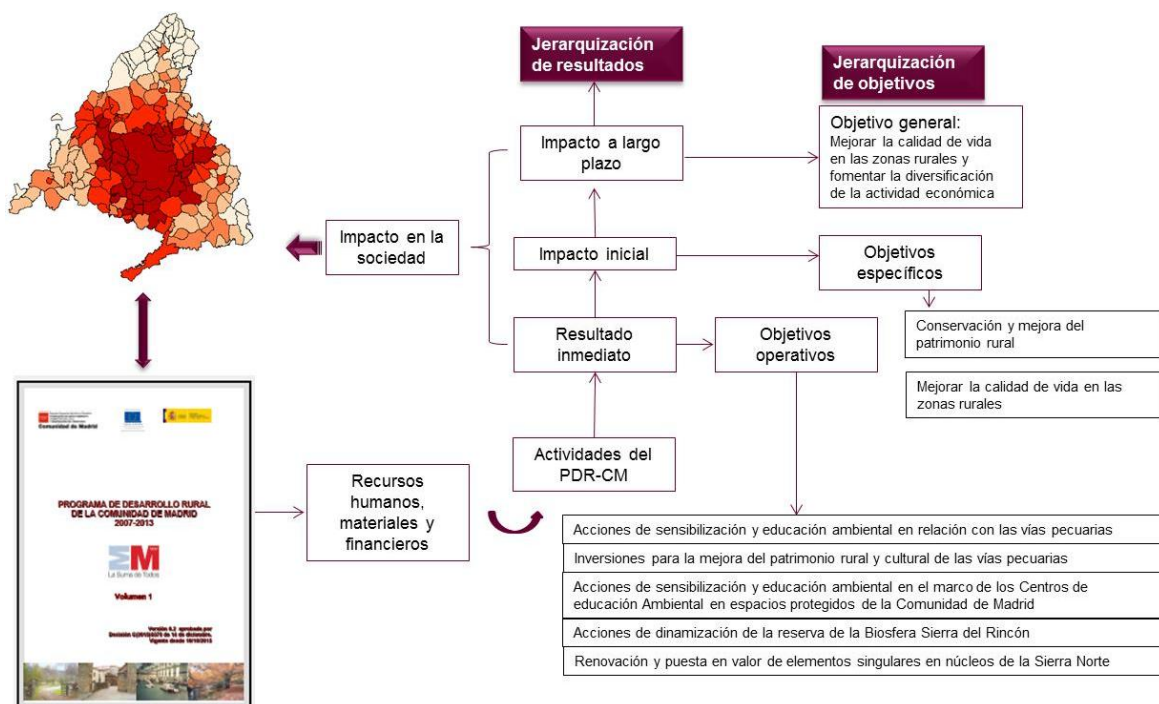 Jerarquización
de resultados
Jerarquización
de objetivos
Impacto a largo
plazo
Objetivo general:
Mejorar la calidad de vida
en las zonas rurales y
fomentar la diversificación
de la actividad económica
Impacto en la
sociedad
Impacto inicial
Objetivos
específicos
Resultado
inmediato
Objetivos
operativos
Conservación y mejora del
patrimonio rural
Mejorar la calidad de vida en las
zonas rurales
Actividades del
PDR-CM
Recursos
humanos,
materiales y
financieros
Comunidad de Madrid
PROGRAMA DE DESARROLLO RURAL
DE LA COMUNIDAD DE MADRID
2007-2013
La Suma de Todos
Volumen 1
Acciones de sensibilización y educación ambiental en relación con las vías pecuarias
Inversiones para la mejora del patrimonio rural y cultural de las vías pecuarias
Acciones de sensibilización y educación ambiental en el marco de los Centros de
educación Ambiental en espacios protegidos de la Comunidad de Madrid
Acciones de dinamización de la reserva de la Biosfera Sierra del Rincón
Renovación y puesta en valor de elementos singulares en núcleos de la Sierra Norte